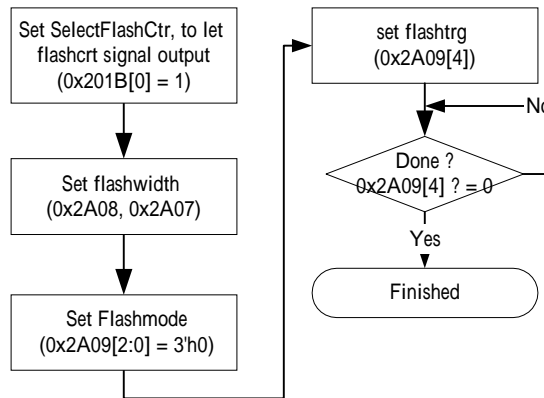 Set SelectFlashCtr, to let
flashcrt signal output
(0x201B[0] = 1)
Set flashwidth
(0x2A08, 0x2A07)
Set Flashmode
(0x2A09[2:0] = 3'h0)
set flashtrg
(0x2A09[4])
No
Done ?
0x2A09[4] ? = 0
Yes
Finished